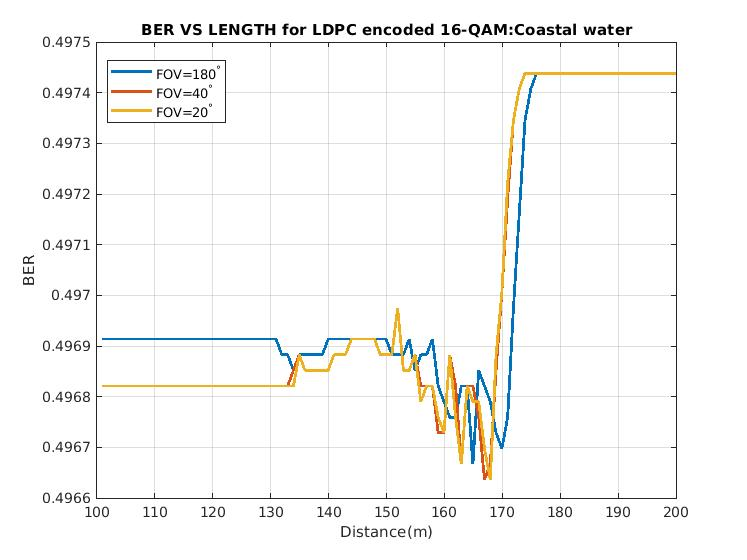 BER VS LENGTH for LDPC encoded 16-QAM:Coastal water
0.4975
0.4974
0.4973
0.4972
0.4971
0.497
0.4969
0.4968
0.4967
0.4966
BER
FOV=180°
FOV=40°
FOV=20°
100 110 120 130 140 150 160 170 180 190 200
Distance(m)